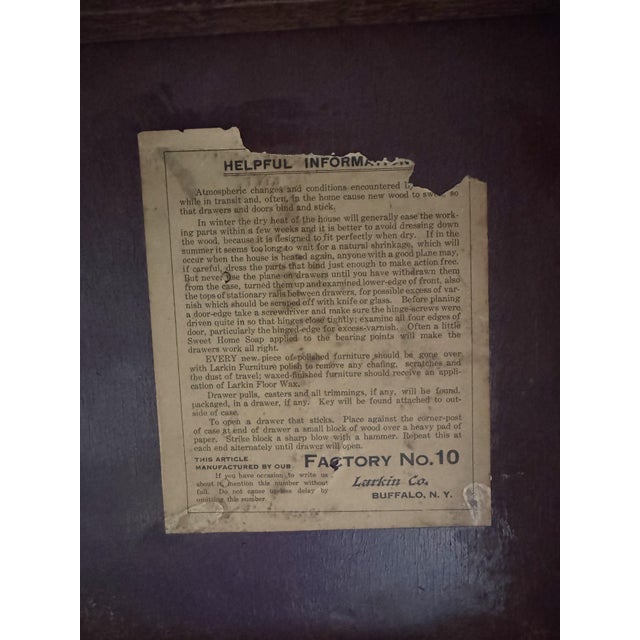 HELPFUL INFORMATION
Atmospheric changes and conditions encountered
while in transit and, often, in the home cause new wood to swell, so
that drawers and doors bind and stick.
In winter the dry heat of the house will generally ease the work-
ing parts within a few weeks and it is better to avoid dressing down
the wood, because it is designed to fit perfectly when dry. If in the
summer it seems too long to wait for a natural shrinkage, which will
occur when the house is heated again, anyone with a good plane may,
if careful, dress the parts that bind just enough to make action free.
But never use the plane on drawers until you have withdrawn them
from the case, turned them up and examined lower-edge of front, also
the tops of stationary rails between drawers, for possible excess of var-
nish which should be scraped off with knife or glass. Before planing
a door-edge take a screwdriver and make sure the hinge-screws were
driven quite in so that hinges close tightly; examine all four edges of
door, particularly the hinged-edge for excess-varnish. Often a little
Sweet Home Soap applied to the bearing points will make the
drawers work all right.
EVERY new piece of polished furniture should be gone over
with Larkin Furniture polish to remove any chafing, scratches and
the dust of travel; waxed-finished furniture should receive an appli-
cation of Larkin Floor Wax.
Drawer pulls, casters and all trimmings, if any, will be found,
packaged, in a drawer, if any. Key will be found attached to out-
side of case.
To open a drawer that sticks. Place against the corner-post
of case at end of drawer a small block of wood over a heavy pad of
paper. Strike block a sharp blow with a hammer. Repeat this at
each end alternately until drawer will open.
THIS ARTICLE
MANUFACTURED BY OUR FACTORY No. 10
If you have occasion to write us
about it mention this number without
fail. Do not cause useless delay by
omitting this number.
Larkin Co.
BUFFALO, N. Y.